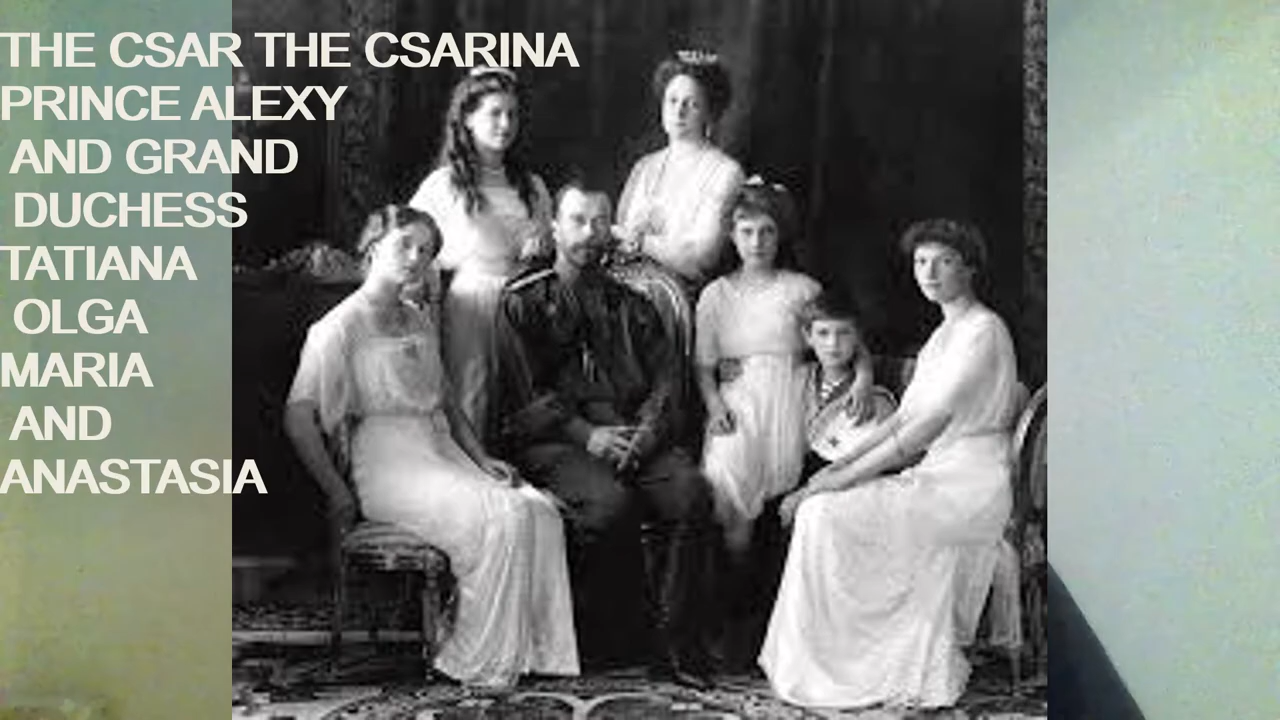 THE CSAR THE CSARINA
PRINCE ALEXY
AND GRAND
DUCHESS
TATIANA
OLGA
MARIA
AND
ANASTASIA